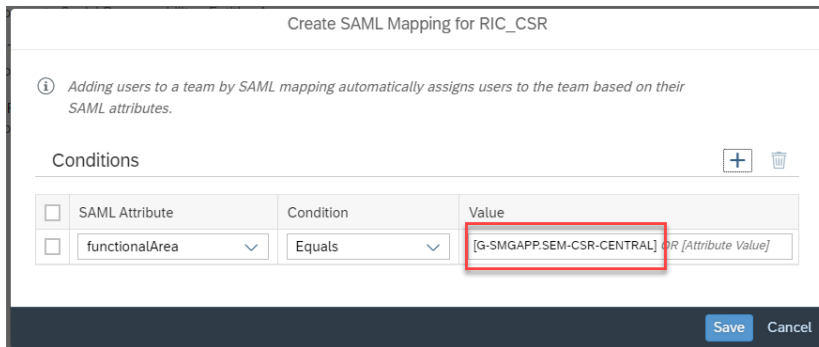 Create SAML Mapping for RIC_CSR
Adding users to a team by SAML mapping automatically assigns users to the team based on their
SAML attributes.
Conditions
SAML Attribute Condition Value
functionalArea Equals [G-SMGAPP.SEM-CSR-CENTRAL] OR [Attribute Value]
Save Cancel